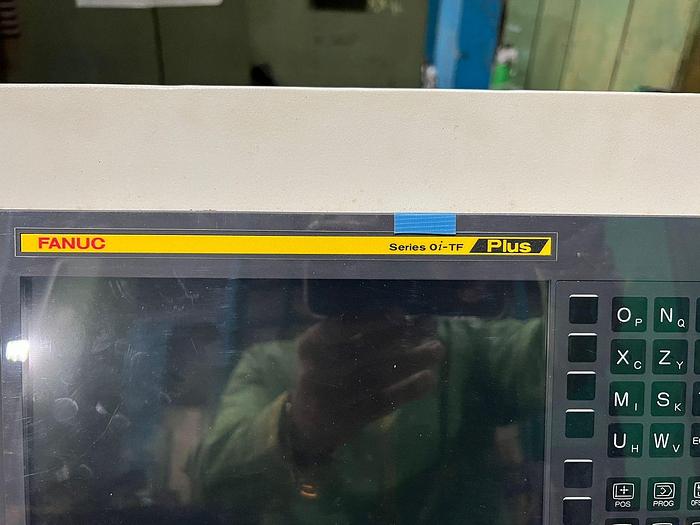 FANUC Series 0i-TF Plus
OP NQ
XC ZY
MI SK
UH WV
POS PROG